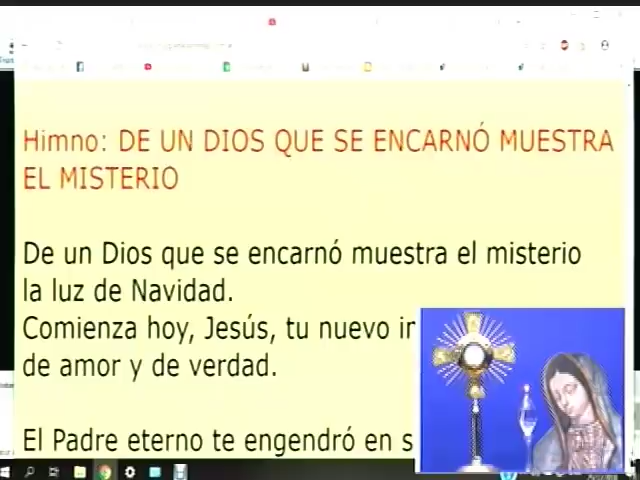 Himno: DE UN DIOS QUE SE ENCARNÓ MUESTRA
EL MISTERIO
De un Dios que se encarnó muestra el misterio
la luz de Navidad.
Comienza hoy, Jesús, tu nuevo
de amor y de verdad.
El Padre eterno te engendró en